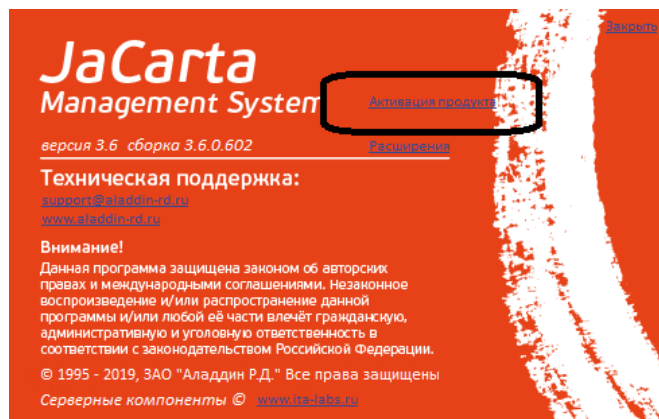 Закрыть
JaCarta
Management System
Активация продукта
версия 3.6 сборка 3.6.0.602
Расширения
Техническая поддержка:
support@aladdin-rd.ru
www.aladdin-rd.ru
Внимание!
Данная программа защищена законом об авторских
правах и международными соглашениями. Незаконное
воспроизведение и/или распространение данной
программы и/или любой её части влечёт гражданскую,
административную и уголовную ответственность в
соответствии с законодательством Российской Федерации.
© 1995 - 2019, ЗАО "Аладдин Р.Д." Все права защищены
Серверные компоненты © www.ita-labs.ru